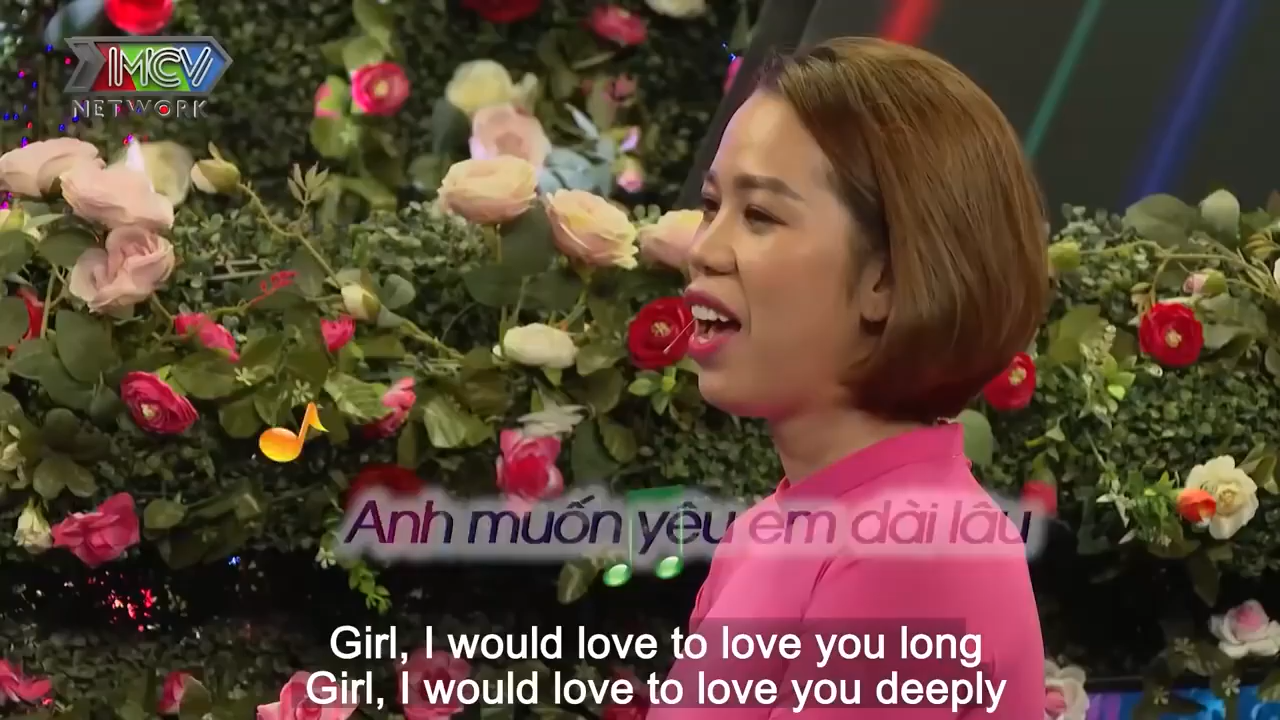 MCV
NETWORK
Anh muốn yêu em dài lâu
Girl, I would love to love you long
Girl, I would love to love you deeply